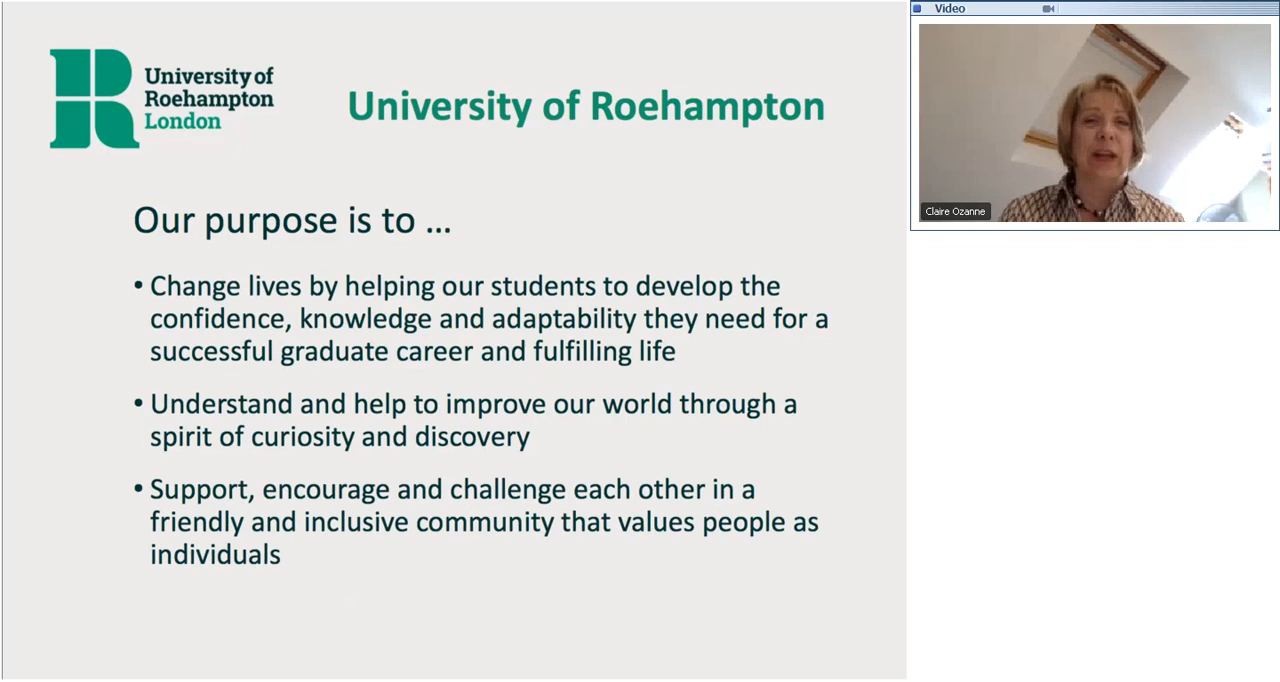 University of
Roehampton
London
University of Roehampton
Our purpose is to ...
• Change lives by helping our students to develop the
confidence, knowledge and adaptability they need for a
successful graduate career and fulfilling life
• Understand and help to improve our world through a
spirit of curiosity and discovery
• Support, encourage and challenge each other in a
friendly and inclusive community that values people as
individuals
Video
Claire Ozanne